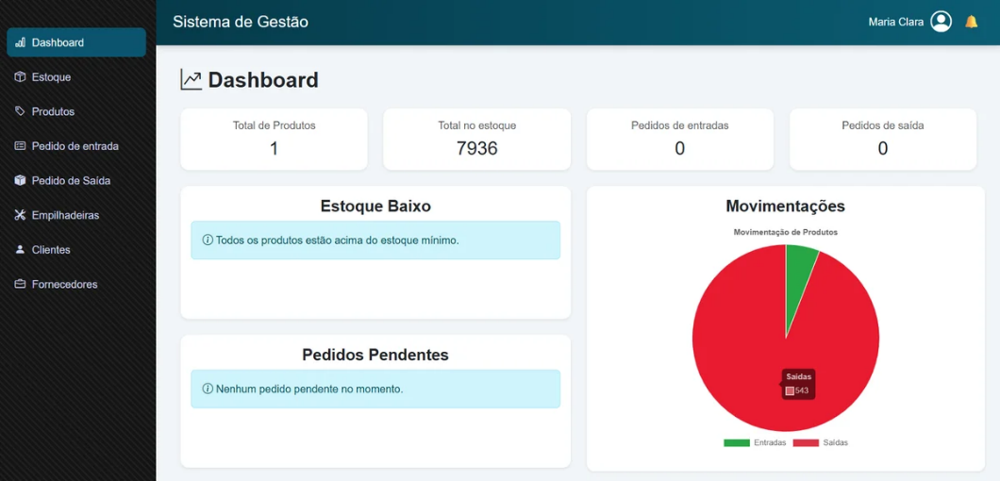 Sistema de Gestão
Maria Clara
Dashboard
Estoque
Produtos
Pedido de entrada
Pedido de Saída
Empilhadeiras
Clientes
Fornecedores
Dashboard
Total de Produtos
1
Total no estoque
7936
Pedidos de entradas
0
Pedidos de saída
0
Estoque Baixo
Todos os produtos estão acima do estoque mínimo.
Pedidos Pendentes
Nenhum pedido pendente no momento.
Movimentações
Movimentação de Produtos
Saídas
543
Entradas
Saídas